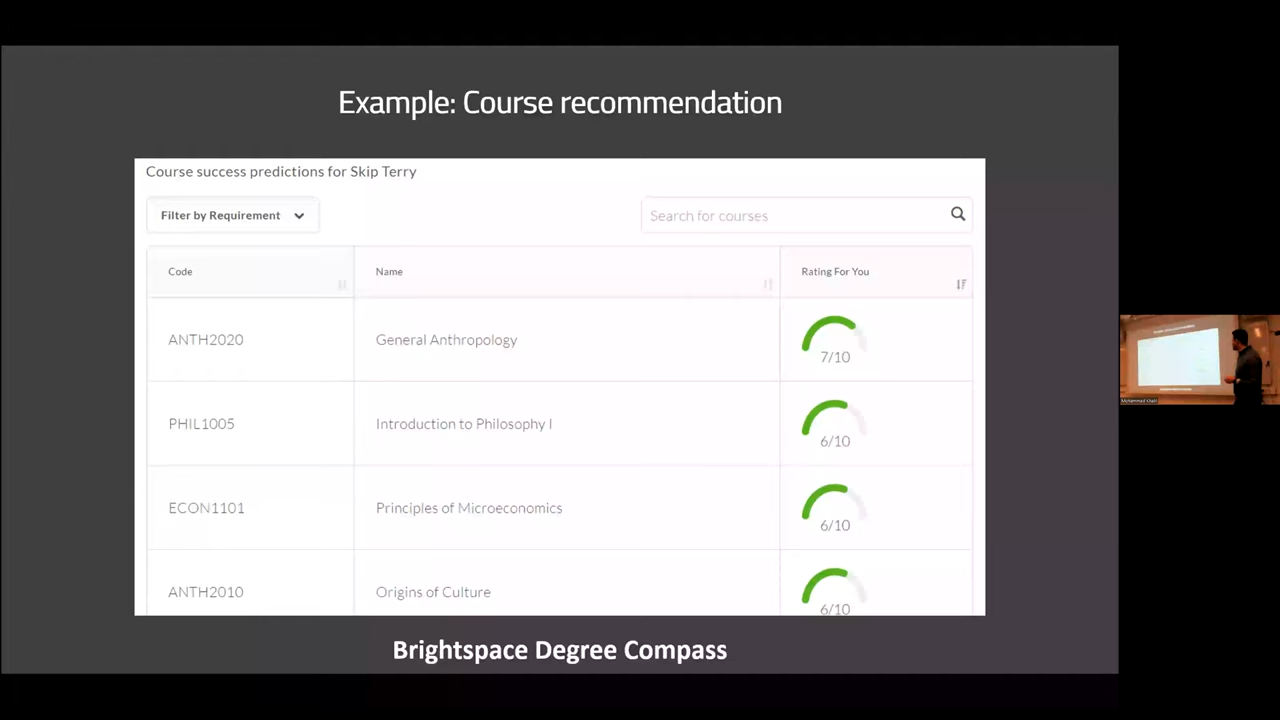 Example: Course recommendation
Course success predictions for Skip Terry
Filter by Requirement
Search for courses
Code Name Rating For You
ANTH2020 General Anthropology 7/10
PHIL1005 Introduction to Philosophy I 6/10
ECON1101 Principles of Microeconomics 6/10
ANTH2010 Origins of Culture 6/10
Brightspace Degree Compass
Mohammad Khalil